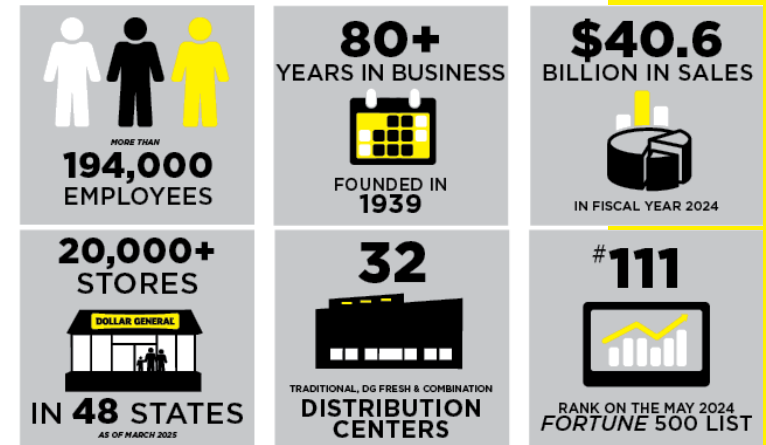 MORE THAN
194,000
EMPLOYEES
80+
YEARS IN BUSINESS
FOUNDED IN
1939
$40.6
BILLION IN SALES
IN FISCAL YEAR 2024
20,000+
STORES
DOLLAR GENERAL
IN 48 STATES
AS OF MARCH 2025
32
TRADITIONAL, DG FRESH & COMBINATION
DISTRIBUTION
CENTERS
#111
RANK ON THE MAY 2024
FORTUNE 500 LIST